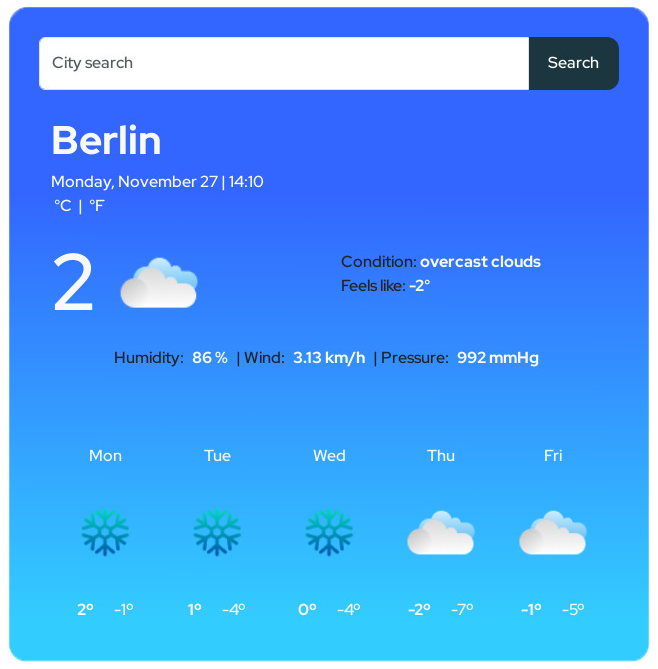 City search Search
Berlin
Monday, November 27 | 14:10
°C | °F
2
Condition: overcast clouds
Feels like: -2°
Humidity: 86 % | Wind: 3.13 km/h | Pressure: 992 mmHg
Mon Tue Wed Thu Fri
2° -1° 1° -4° 0° -4° -2° -7° -1° -5°